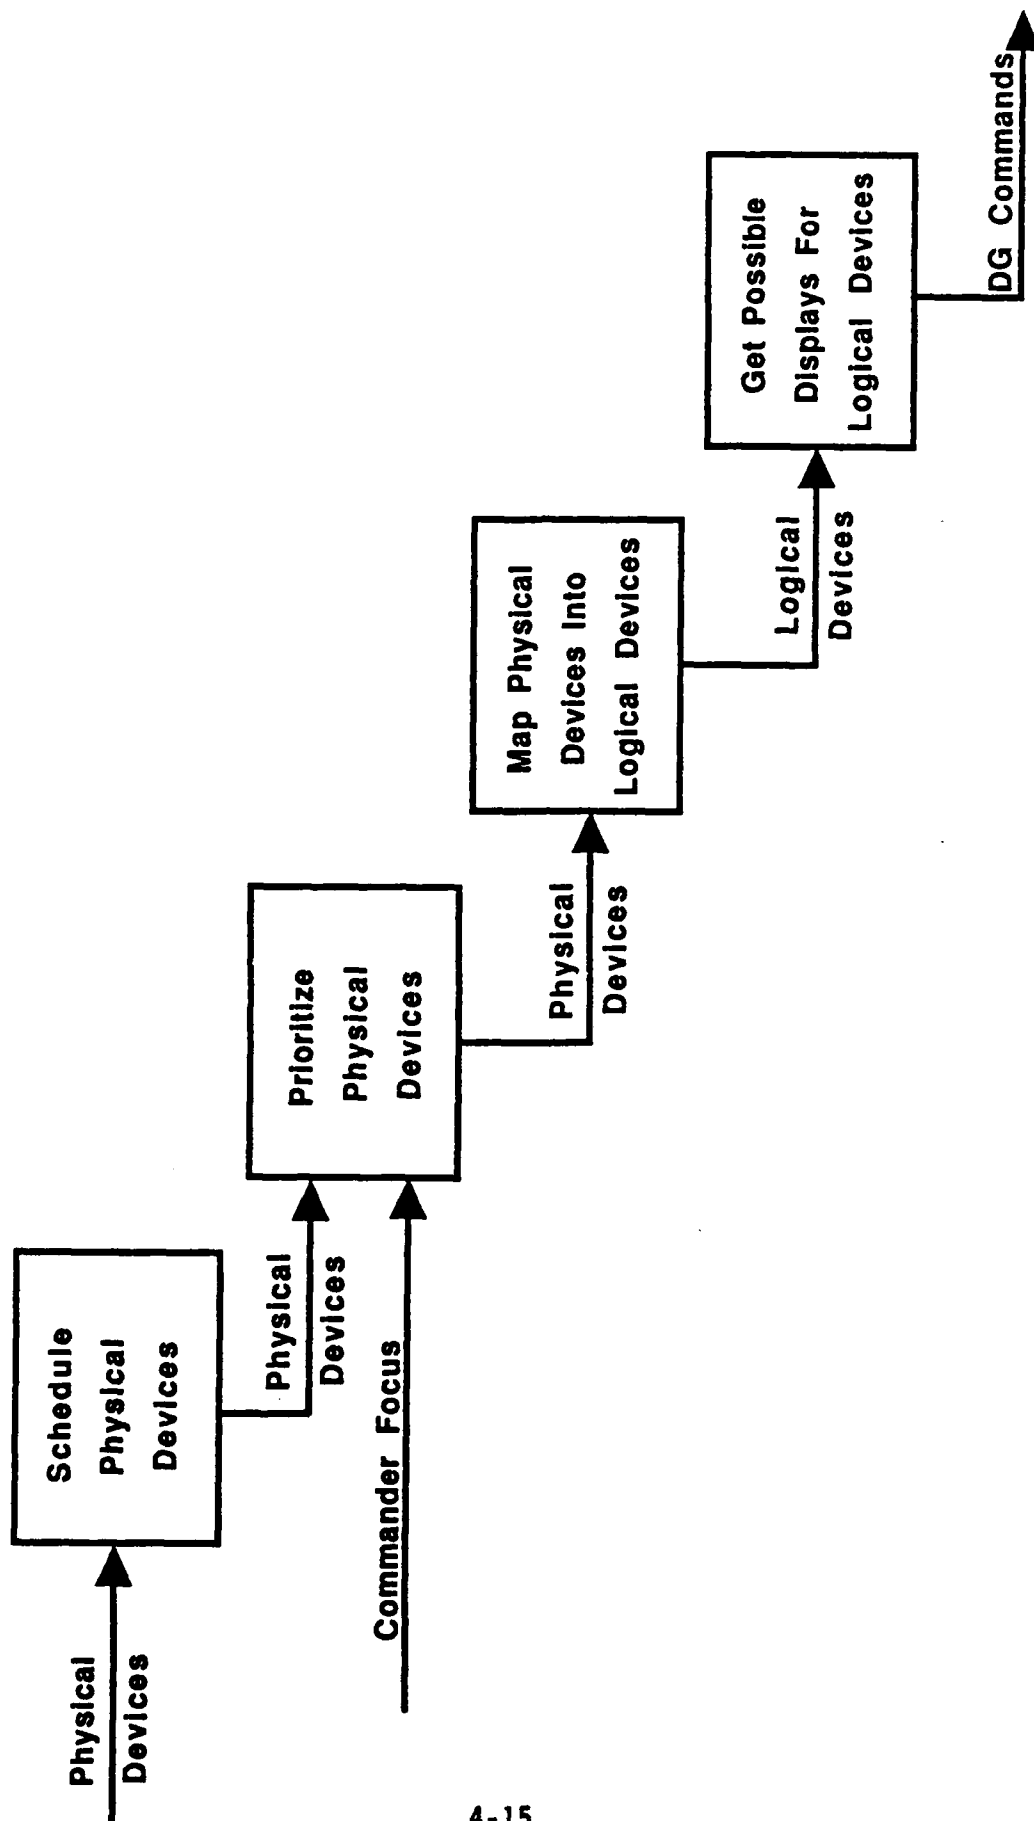 Physical
Devices
Schedule
Physical
Devices
Physical
Devices
Commander Focus
Prioritize
Physical
Devices
Physical
Devices
Map Physical
Devices Into
Logical Devices
Logical
Devices
Get Possible
Displays For
Logical Devices
DG Commands
4-15